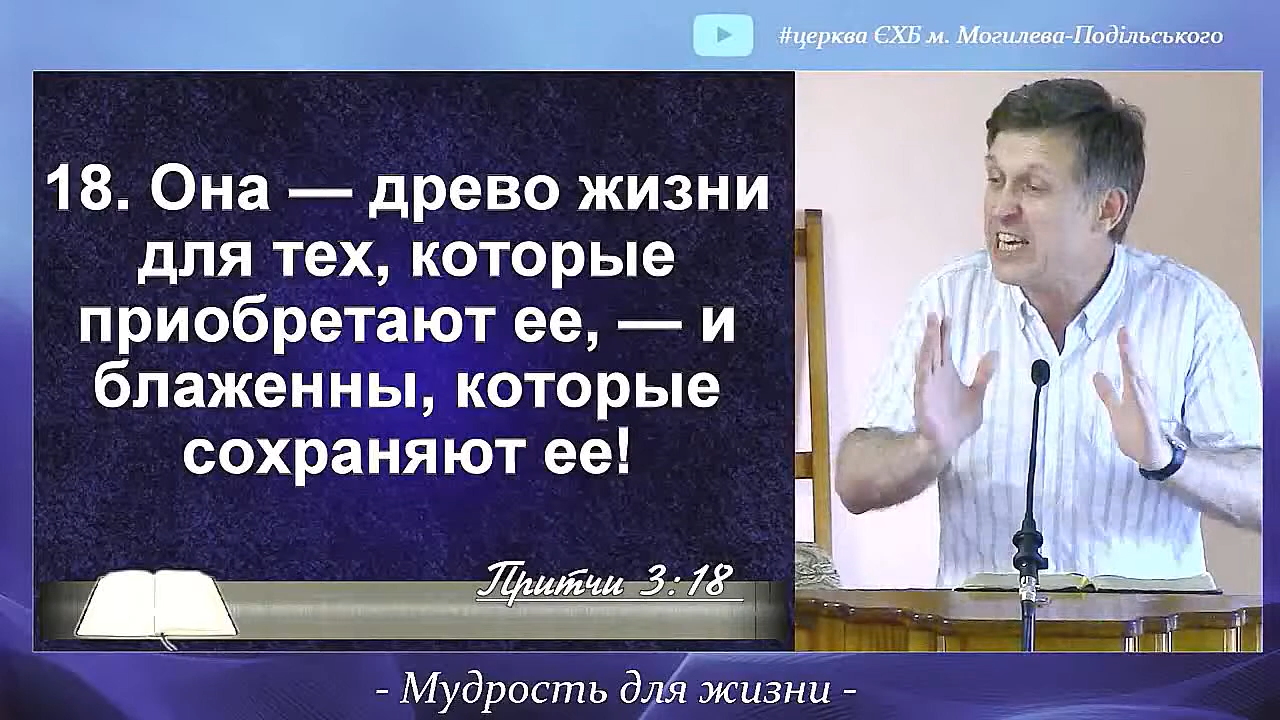 #церква ЄХБ м. Могилева-Подільського
18. Она — древо жизни
для тех, которые
приобретают ее, — и
блаженны, которые
сохраняют ее!
Притчи 3:18
- Мудрость для жизни -